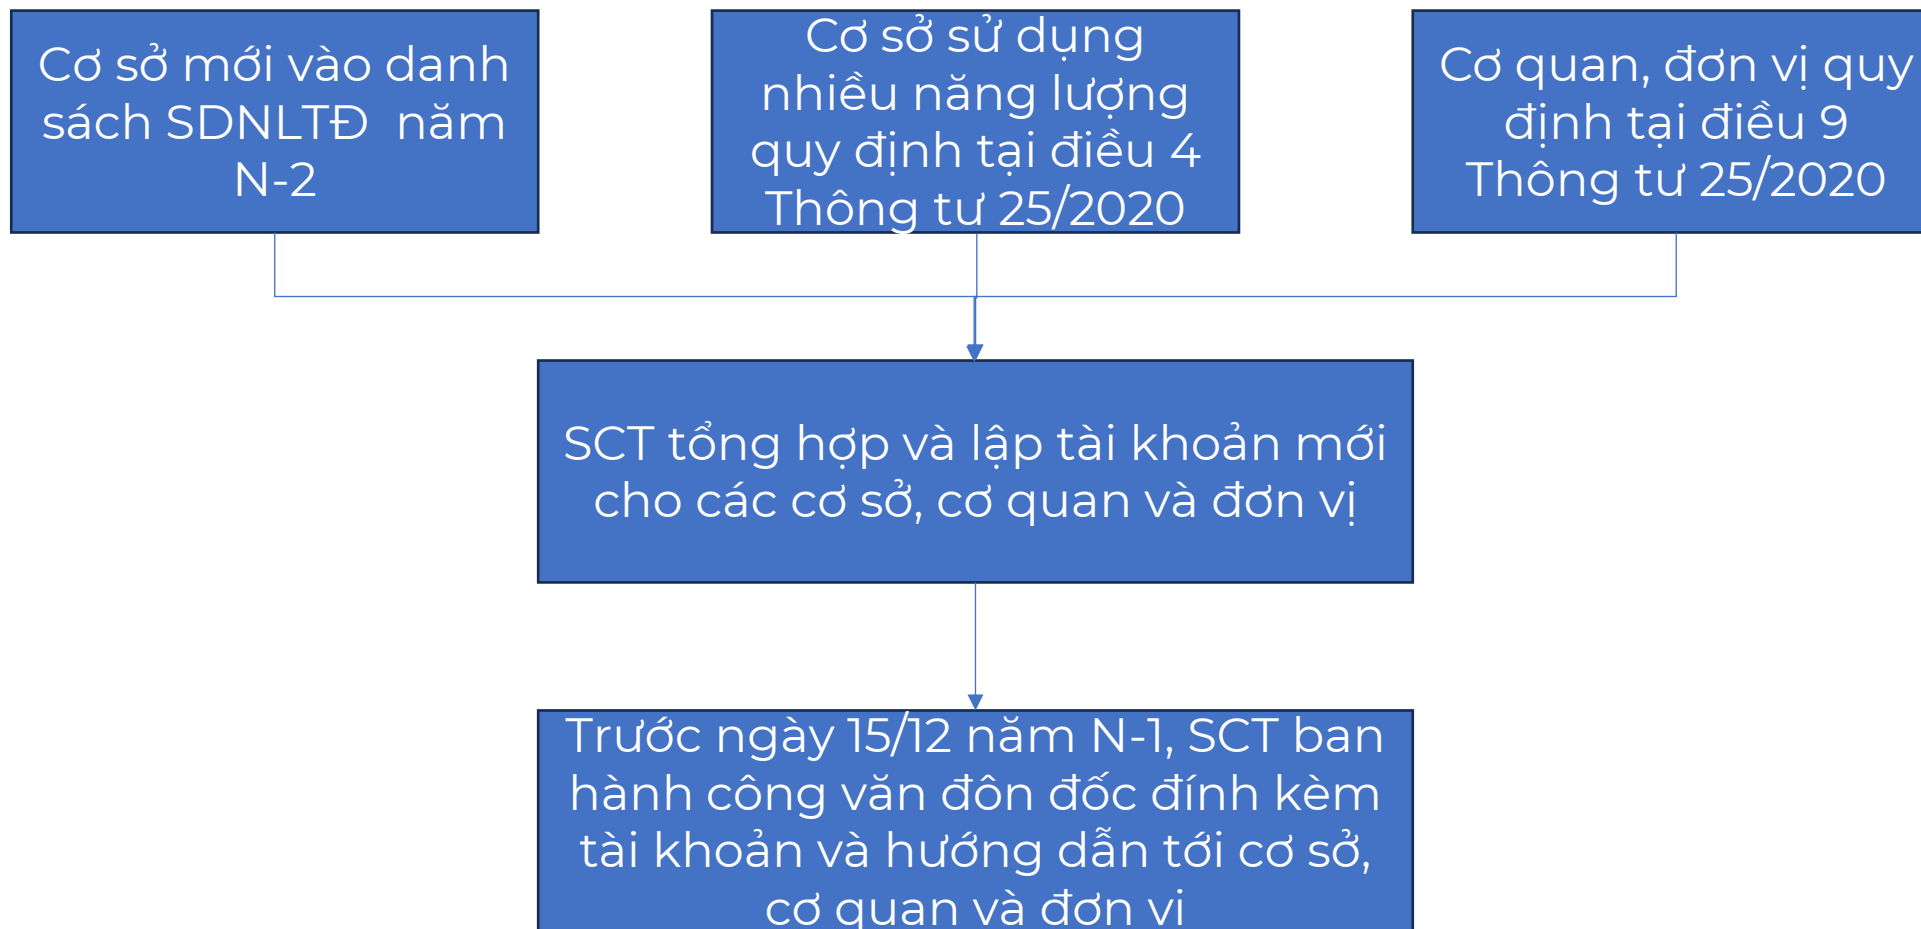 Cơ sở mới vào danh
sách SDNLTĐ năm
N-2
Cơ sở sử dụng
nhiều năng lượng
quy định tại điều 4
Thông tư 25/2020
Cơ quan, đơn vị quy
định tại điều 9
Thông tư 25/2020
SCT tổng hợp và lập tài khoản mới
cho các cơ sở, cơ quan và đơn vị
Trước ngày 15/12 năm N-1, SCT ban
hành công văn đôn đốc đính kèm
tài khoản và hướng dẫn tới cơ sở,
cơ quan và đơn vị